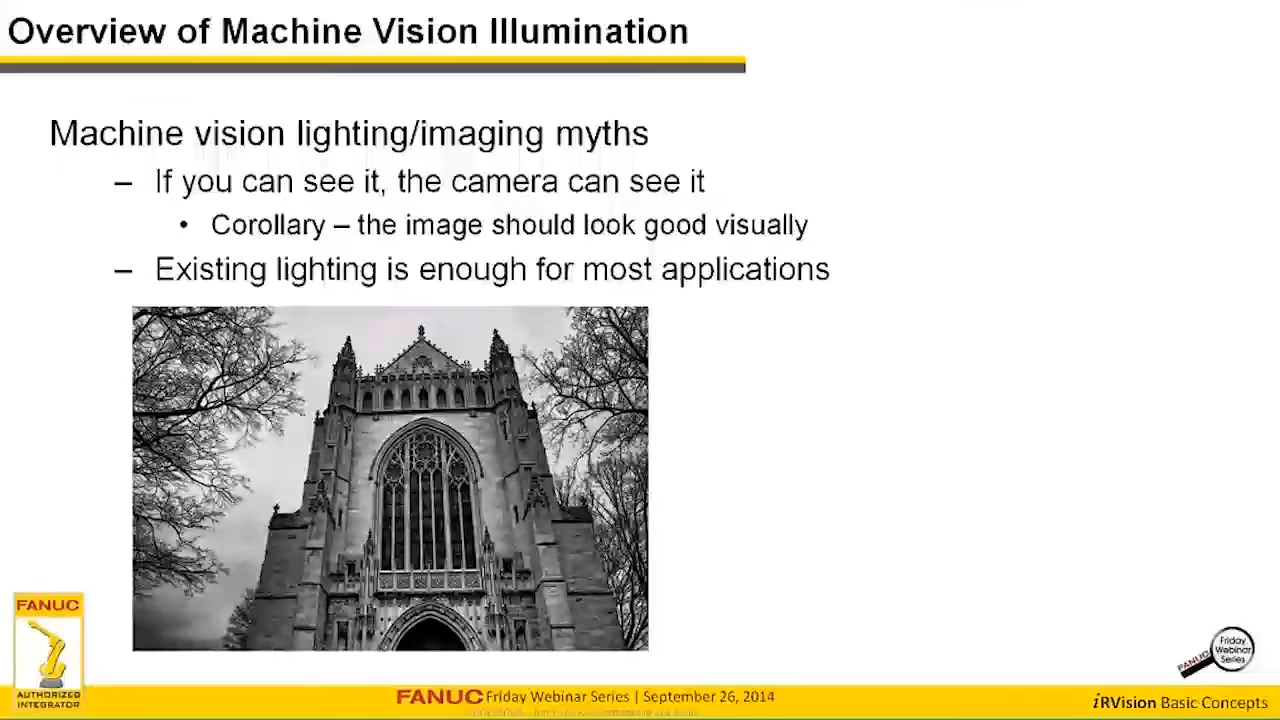 Overview of Machine Vision Illumination
Machine vision lighting/imaging myths
– If you can see it, the camera can see it
• Corollary – the image should look good visually
– Existing lighting is enough for most applications
FANUC
AUTHORIZED
INTEGRATOR
FANUC Friday Webinar Series | September 26, 2014
FANUC
Friday
Webinar
Series
iRVision Basic Concepts